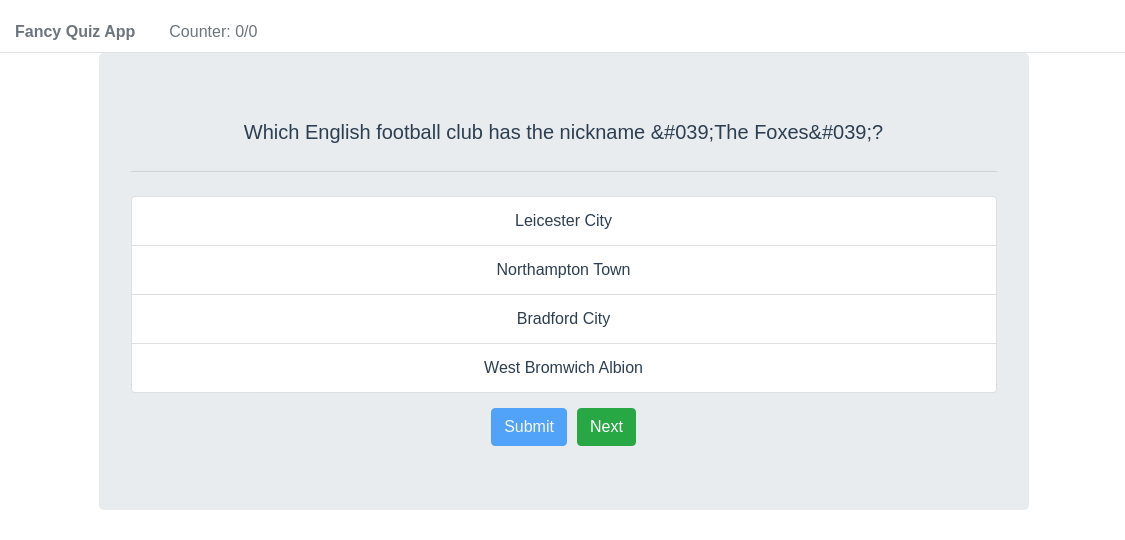 Fancy Quiz App Counter: 0/0
Which English football club has the nickname &#039;The Foxes&#039;?
Leicester City
Northampton Town
Bradford City
West Bromwich Albion
Submit Next